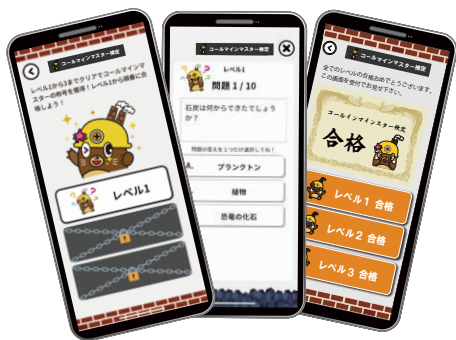 コールマインマスター検定
レベル1から3までクリアでコールマインマ
スターの称号を獲得！レベル1から順番に合
格しよう！
レベル1
コールマインマスター検定
レベル1
問題 1 / 10
石炭は何からできたでしょう
か？
問題の答えを1つだけ選択してね！
A.
プランクトン
植物
恐竜の化石
コールマインマスター検定
全てのレベルの合格おめでとうございます。
この画面を受付でお見せ下さい。
コールマインマスター検定
合格
レベル1 合格
レベル2 合格
レベル3 合格